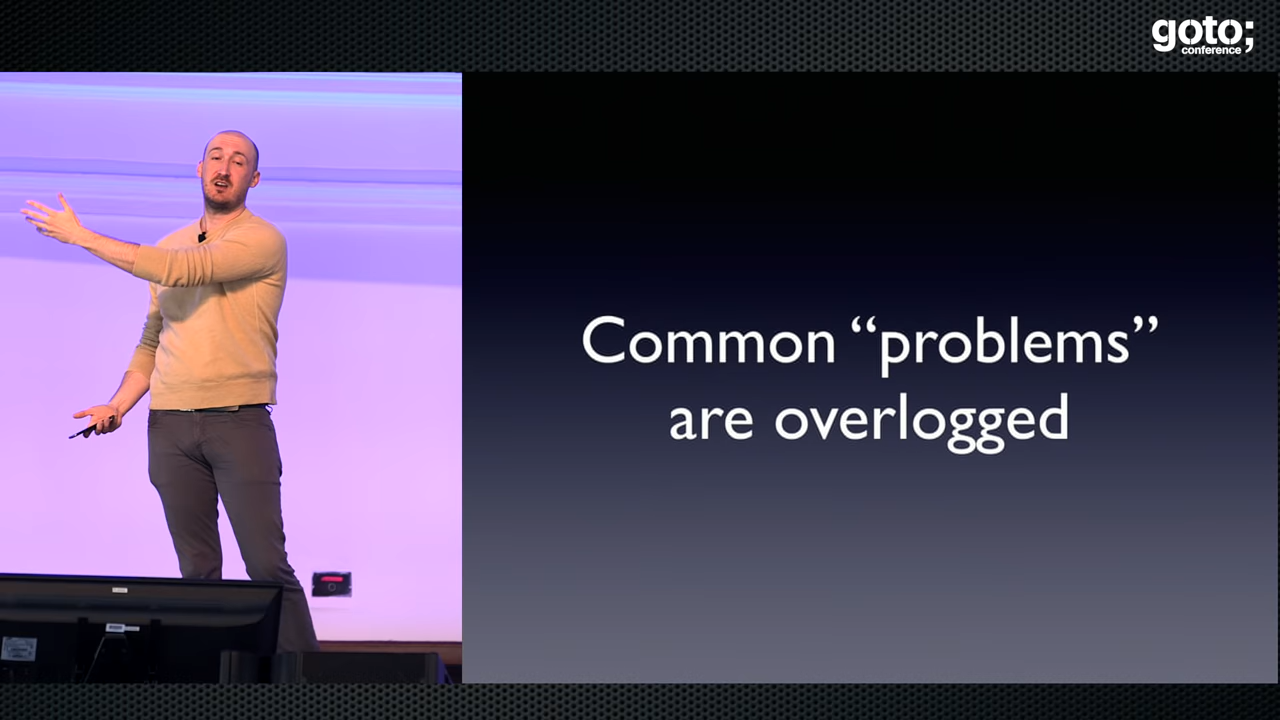 goto;
conference
Common “problems”
are overlogged